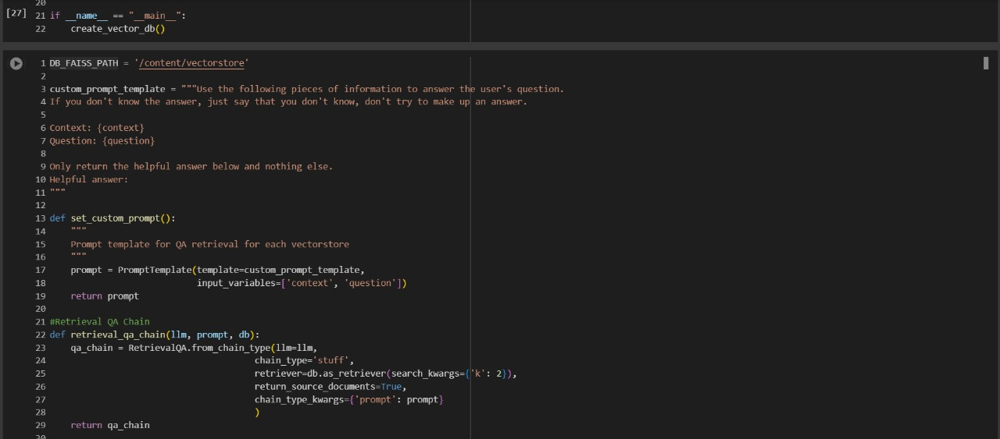 20
[27] 21 if __name__ == "__main__":
22     create_vector_db()
1 DB_FAISS_PATH = '/content/vectorstore'
2
3 custom_prompt_template = """Use the following pieces of information to answer the user's question.
4 If you don't know the answer, just say that you don't know, don't try to make up an answer.
5
6 Context: {context}
7 Question: {question}
8
9 Only return the helpful answer below and nothing else.
10 Helpful answer:
11 """
12
13 def set_custom_prompt():
14     """
15     Prompt template for QA retrieval for each vectorstore
16     """
17     prompt = PromptTemplate(template=custom_prompt_template,
18                             input_variables=['context', 'question'])
19     return prompt
20
21 #Retrieval QA Chain
22 def retrieval_qa_chain(llm, prompt, db):
23     qa_chain = RetrievalQA.from_chain_type(llm=llm,
24                                        chain_type='stuff',
25                                        retriever=db.as_retriever(search_kwargs={'k': 2}),
26                                        return_source_documents=True,
27                                        chain_type_kwargs={'prompt': prompt}
28                                        )
29     return qa_chain
30